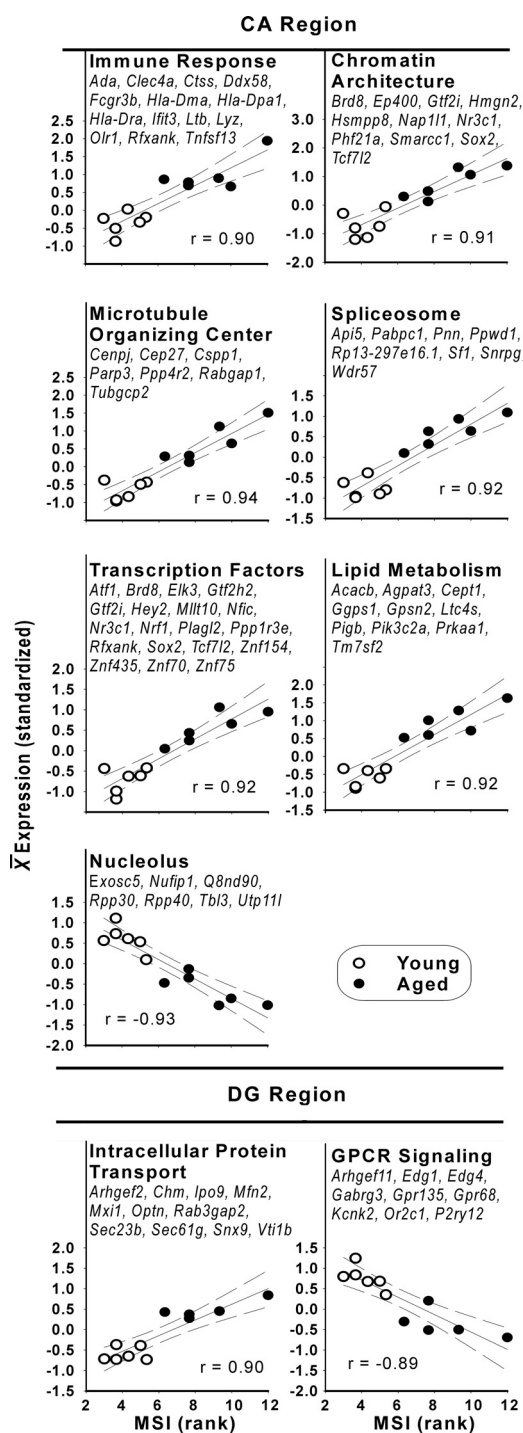 CA Region
Immune Response
Ada, Clec4a, Ctss, Ddx58,
Fcgr3b, Hla-Dma, Hla-Dpa1,
Hla-Dra, Ifit3, Ltb, Lyz,
Olr1, Rfxank, Tnfsf13
2.5
2.0
1.5
1.0
0.5
0.0
-0.5
-1.0
r = 0.90
Chromatin
Architecture
Brd8, Ep400, Gtf2i, Hmgn2,
Hsmpp8, Nap1l1, Nr3c1,
Phf21a, Smarcc1, Sox2,
Tcf7l2
3.0
2.0
1.0
0.0
-1.0
-2.0
r = 0.91
Microtubule
Organizing Center
Cenpj, Cep27, Cspp1,
Parp3, Ppp4r2, Rabgap1,
Tubgcp2
2.5
2.0
1.5
1.0
0.5
0.0
-0.5
-1.0
r = 0.94
Spliceosome
Api5, Pabpc1, Pnn, Ppwd1,
Rp13-297e16.1, Sf1, Snrpg,
Wdr57
2.0
1.5
1.0
0.5
0.0
-0.5
-1.0
-1.5
r = 0.92
Transcription Factors
Atf1, Brd8, Elk3, Gtf2h2,
Gtf2i, Hey2, Mllt10, Nfic,
Nr3c1, Nrf1, Plagl2, Ppp1r3e,
Rfxank, Sox2, Tcf7l2, Znf154,
Znf435, Znf70, Znf75
2.0
1.5
1.0
0.5
0.0
-0.5
-1.0
r = 0.92
Lipid Metabolism
Acacb, Agpat3, Cept1,
Ggps1, Gpsn2, Ltc4s,
Pigb, Pik3c2a, Prkaa1,
Tm7sf2
2.5
2.0
1.5
1.0
0.5
0.0
-0.5
-1.0
-1.5
r = 0.92
X̅ Expression (standardized)
Nucleolus
Exosc5, Nufip1, Q8nd90,
Rpp30, Rpp40, Tbl3, Utp11l
1.5
1.0
0.5
0.0
-0.5
-1.0
-1.5
-2.0
r = -0.93
Young
Aged
DG Region
Intracellular Protein
Transport
Arhgef2, Chm, Ipo9, Mfn2,
Mxi1, Optn, Rab3gap2,
Sec23b, Sec61g, Snx9, Vti1b
2.0
1.5
1.0
0.5
0.0
-0.5
-1.0
-1.5
r = 0.90
2 4 6 8 10 12
MSI (rank)
GPCR Signaling
Arhgef11, Edg1, Edg4,
Gabrg3, Gpr135, Gpr68,
Kcnk2, Or2c1, P2ry12
2.0
1.5
1.0
0.5
0.0
-0.5
-1.0
-1.5
-2.0
r = -0.89
2 4 6 8 10 12
MSI (rank)